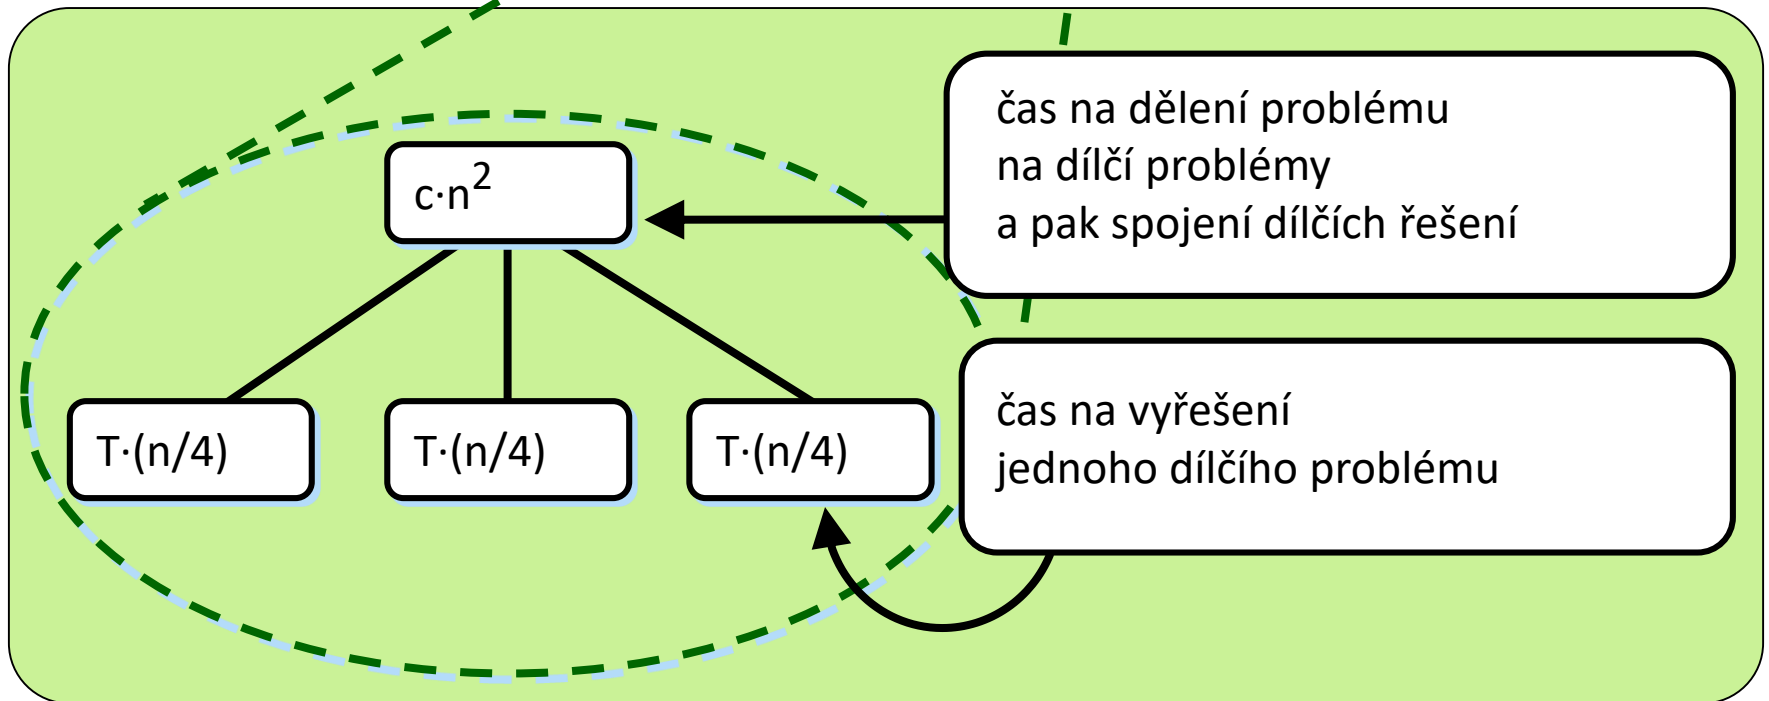 čas na dělení problému
na dílčí problémy
a pak spojení dílčích řešení
c·n²
T·(n/4)
T·(n/4)
T·(n/4)
čas na vyřešení
jednoho dílčího problému